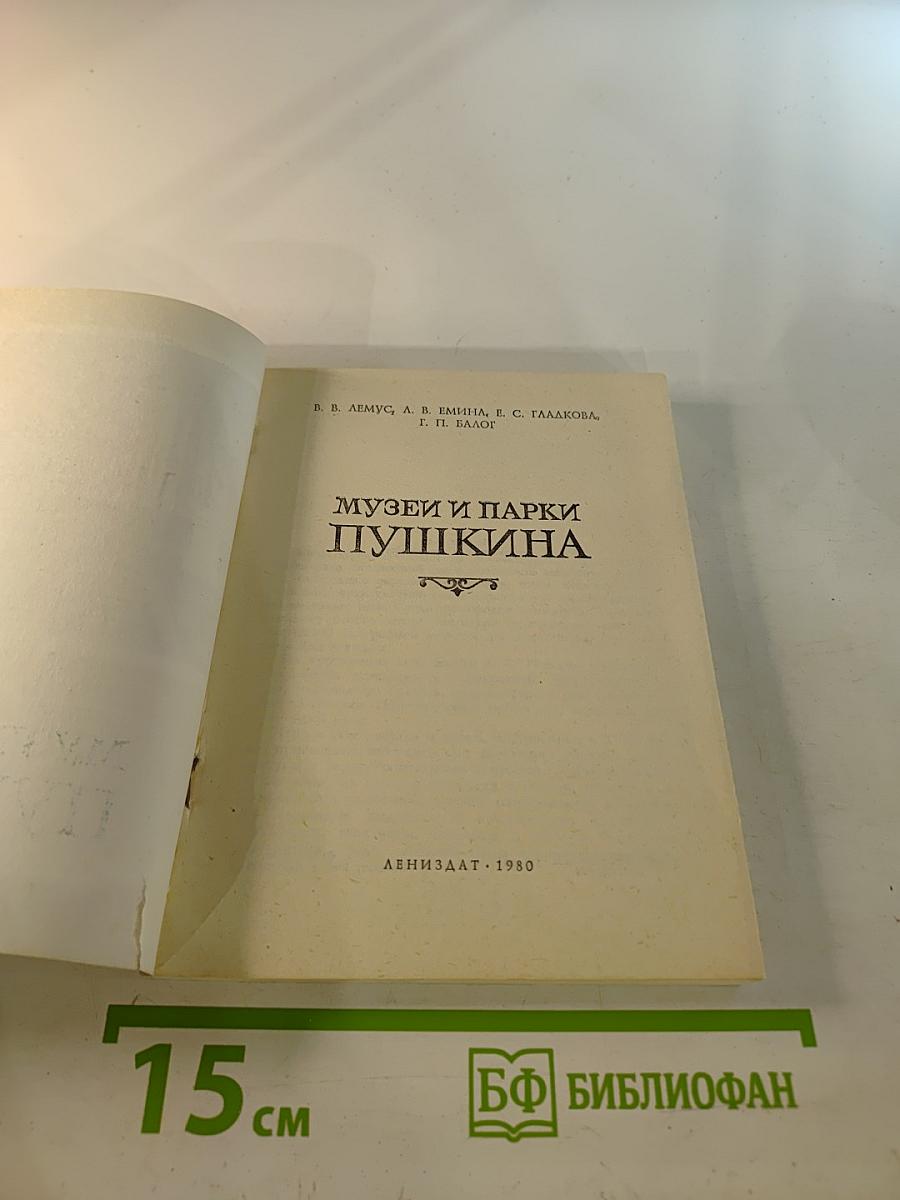 В. В. ЛЕМУС, Л. В. ЕМИНА, Е. С. ГЛАДКОВА,
Г. П. БАЛОГ
МУЗЕИ И ПАРКИ
ПУШКИНА
ЛЕНИЗДАТ • 1980
15 см
БФ БИБЛИОФАН